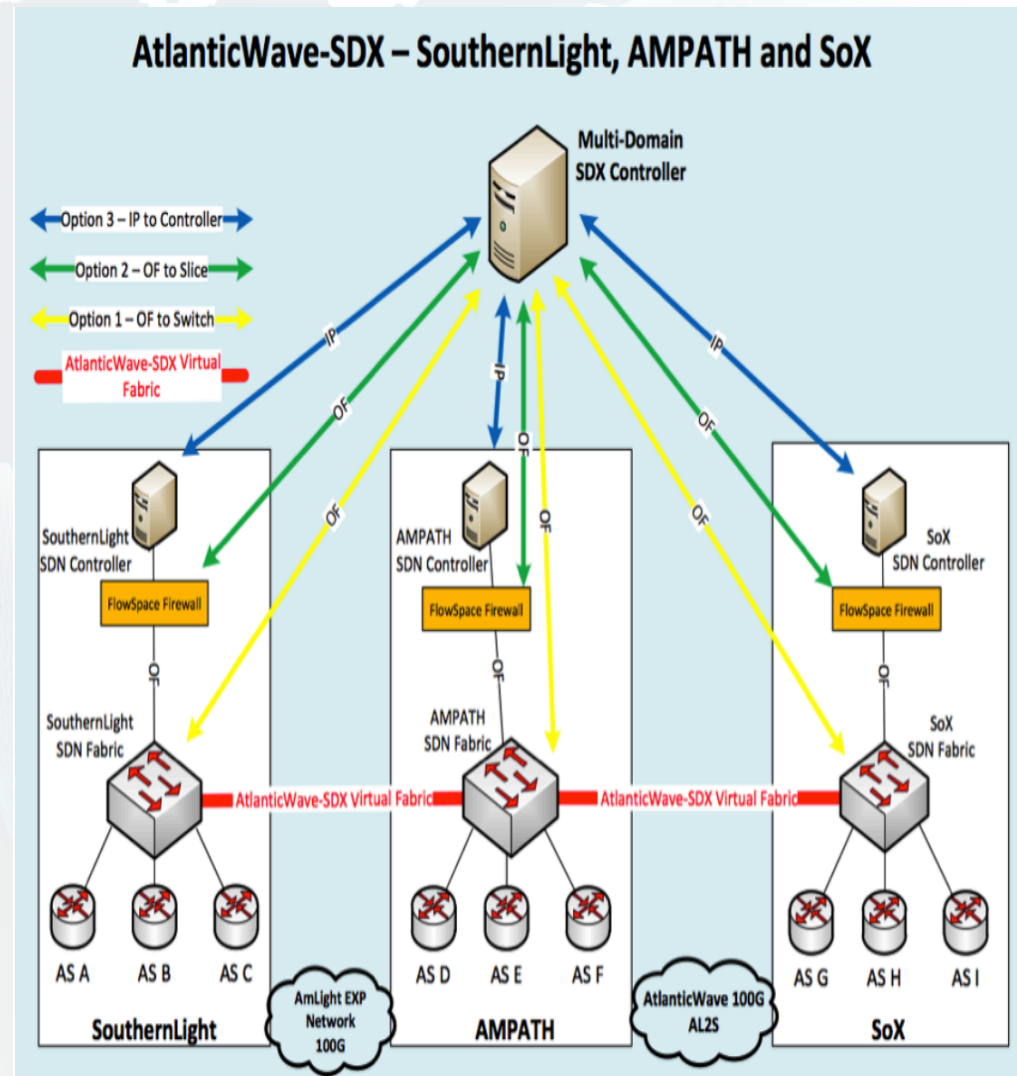 AtlanticWave-SDX – SouthernLight, AMPATH and SoX
Multi-Domain
SDX Controller
Option 3 – IP to Controller
Option 2 – OF to Slice
Option 1 – OF to Switch
AtlanticWave-SDX Virtual
Fabric
IP
IP
IP
OF
OF
OF
OF
OF
OF
SouthernLight
SDN Controller
FlowSpace Firewall
OF
SouthernLight
SDN Fabric
AMPATH
SDN Controller
FlowSpace Firewall
OF
AMPATH
SDN Fabric
SoX
SDN Controller
FlowSpace Firewall
OF
SoX
SDN Fabric
AtlanticWave-SDX Virtual Fabric
AtlanticWave-SDX Virtual Fabric
AS A
AS B
AS C
AS D
AS E
AS F
AS G
AS H
AS I
SouthernLight
AmLight EXP
Network
100G
AMPATH
AtlanticWave 100G
AL2S
SoX